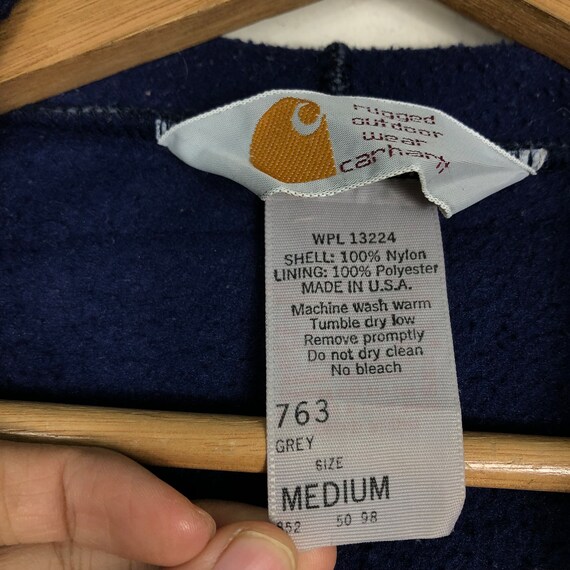 rugged
outdoor
wear
carhartt
WPL 13224
SHELL: 100% Nylon
LINING: 100% Polyester
MADE IN U.S.A.
Machine wash warm
Tumble dry low
Remove promptly
Do not dry clean
No bleach
763
GREY
SIZE
MEDIUM
852 50 98